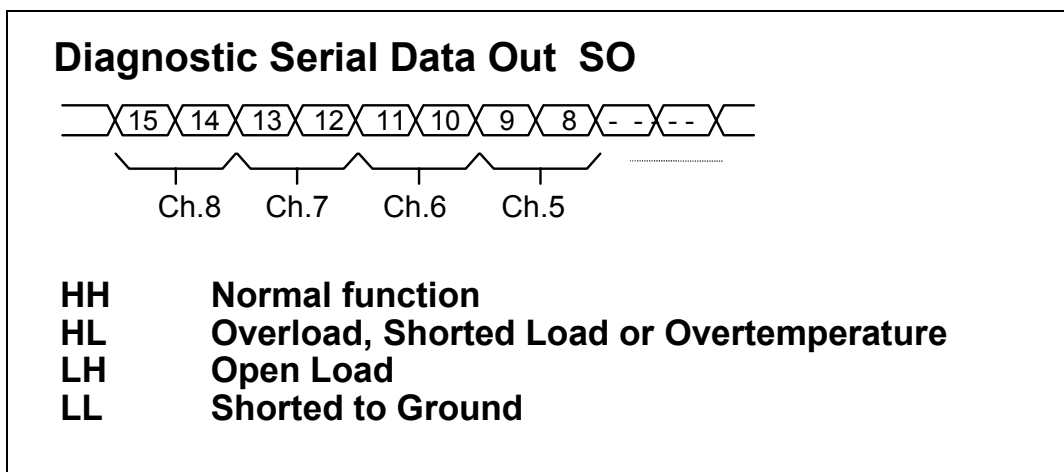 Diagnostic Serial Data Out SO
15 14 13 12 11 10 9 8 - - - -
Ch.8 Ch.7 Ch.6 Ch.5
HH Normal function
HL Overload, Shorted Load or Overtemperature
LH Open Load
LL Shorted to Ground